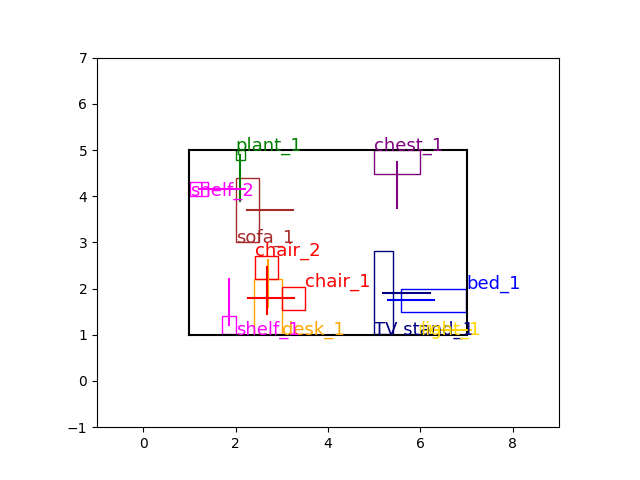 7
6
5
4
3
2
1
0
−1
0
2
4
6
8
plant_1
chest_1
shelf_2
sofa_1
chair_2
chair_1
bed_1
shelf_1
desk_1
TV stand_1
light_1